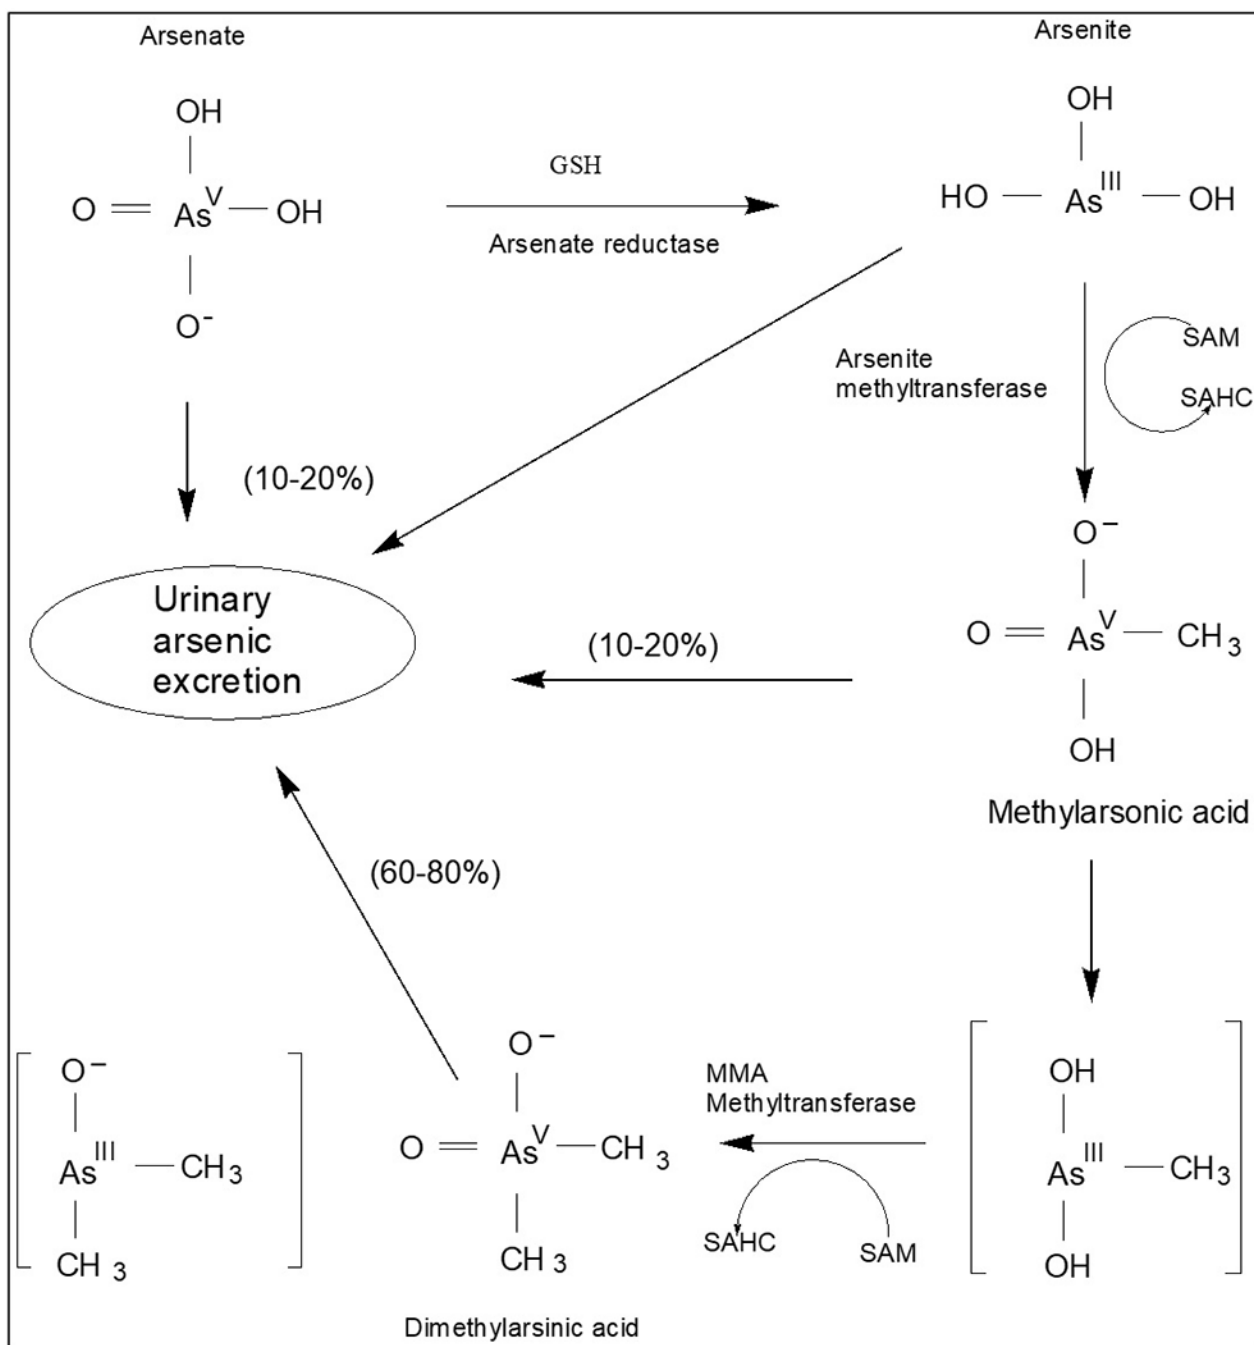 Arsenate
Arsenite
OH
O As^V OH
O^-
GSH
Arsenate reductase
OH
HO As^III OH
Arsenite
methyltransferase
SAM
SAHC
(10-20%)
Urinary
arsenic
excretion
(10-20%)
O^-
O As^V CH3
OH
Methylarsonic acid
(60-80%)
O^-
As^III CH3
CH3
O^-
O As^V CH3
CH3
MMA
Methyltransferase
SAHC SAM
OH
As^III CH3
OH
Dimethylarsinic acid